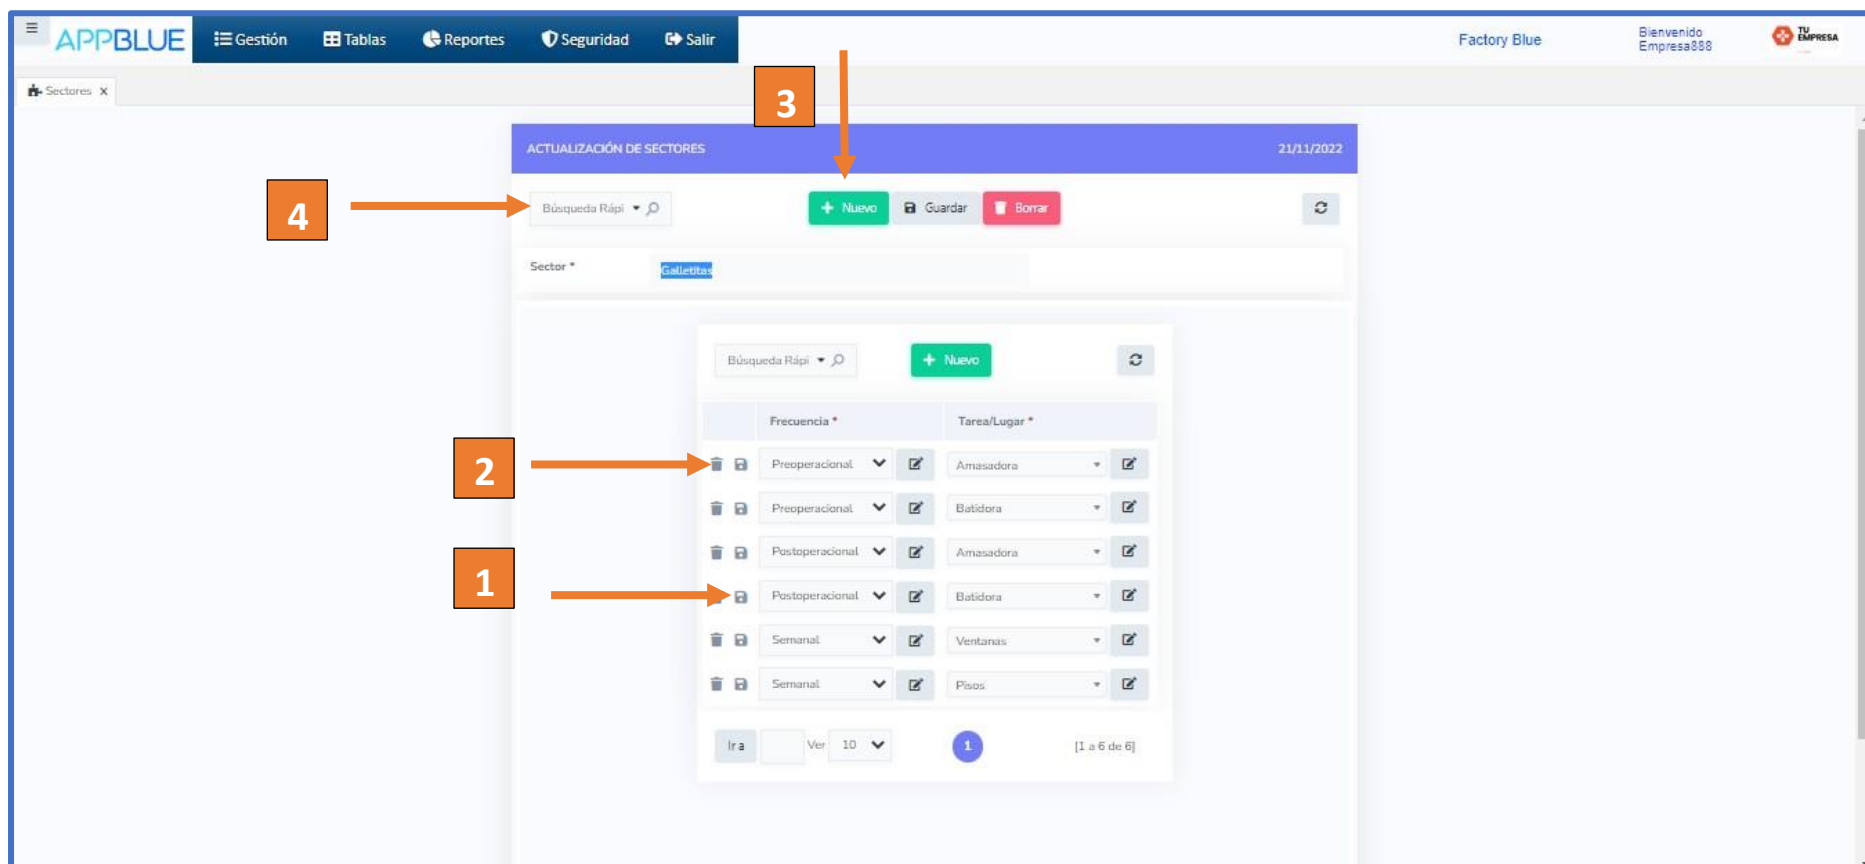 APPBLUE Gestión Tablas Reportes Seguridad Salir Factory Blue Bienvenido Empresa888 TU EMPRESA
Sectores x
3
ACTUALIZACIÓN DE SECTORES 21/11/2022
4
Búsqueda Rápi + Nuevo Guardar Borrar
Sector * Galletitas
Búsqueda Rápi + Nuevo
Frecuencia * Tarea/Lugar *
2
Preoperacional Amasadora
Preoperacional Batidora
Postoperacional Amasadora
1
Postoperacional Batidora
Semanal Ventanas
Semanal Pisos
Ir a Ver 10 1 [1 a 6 de 6]